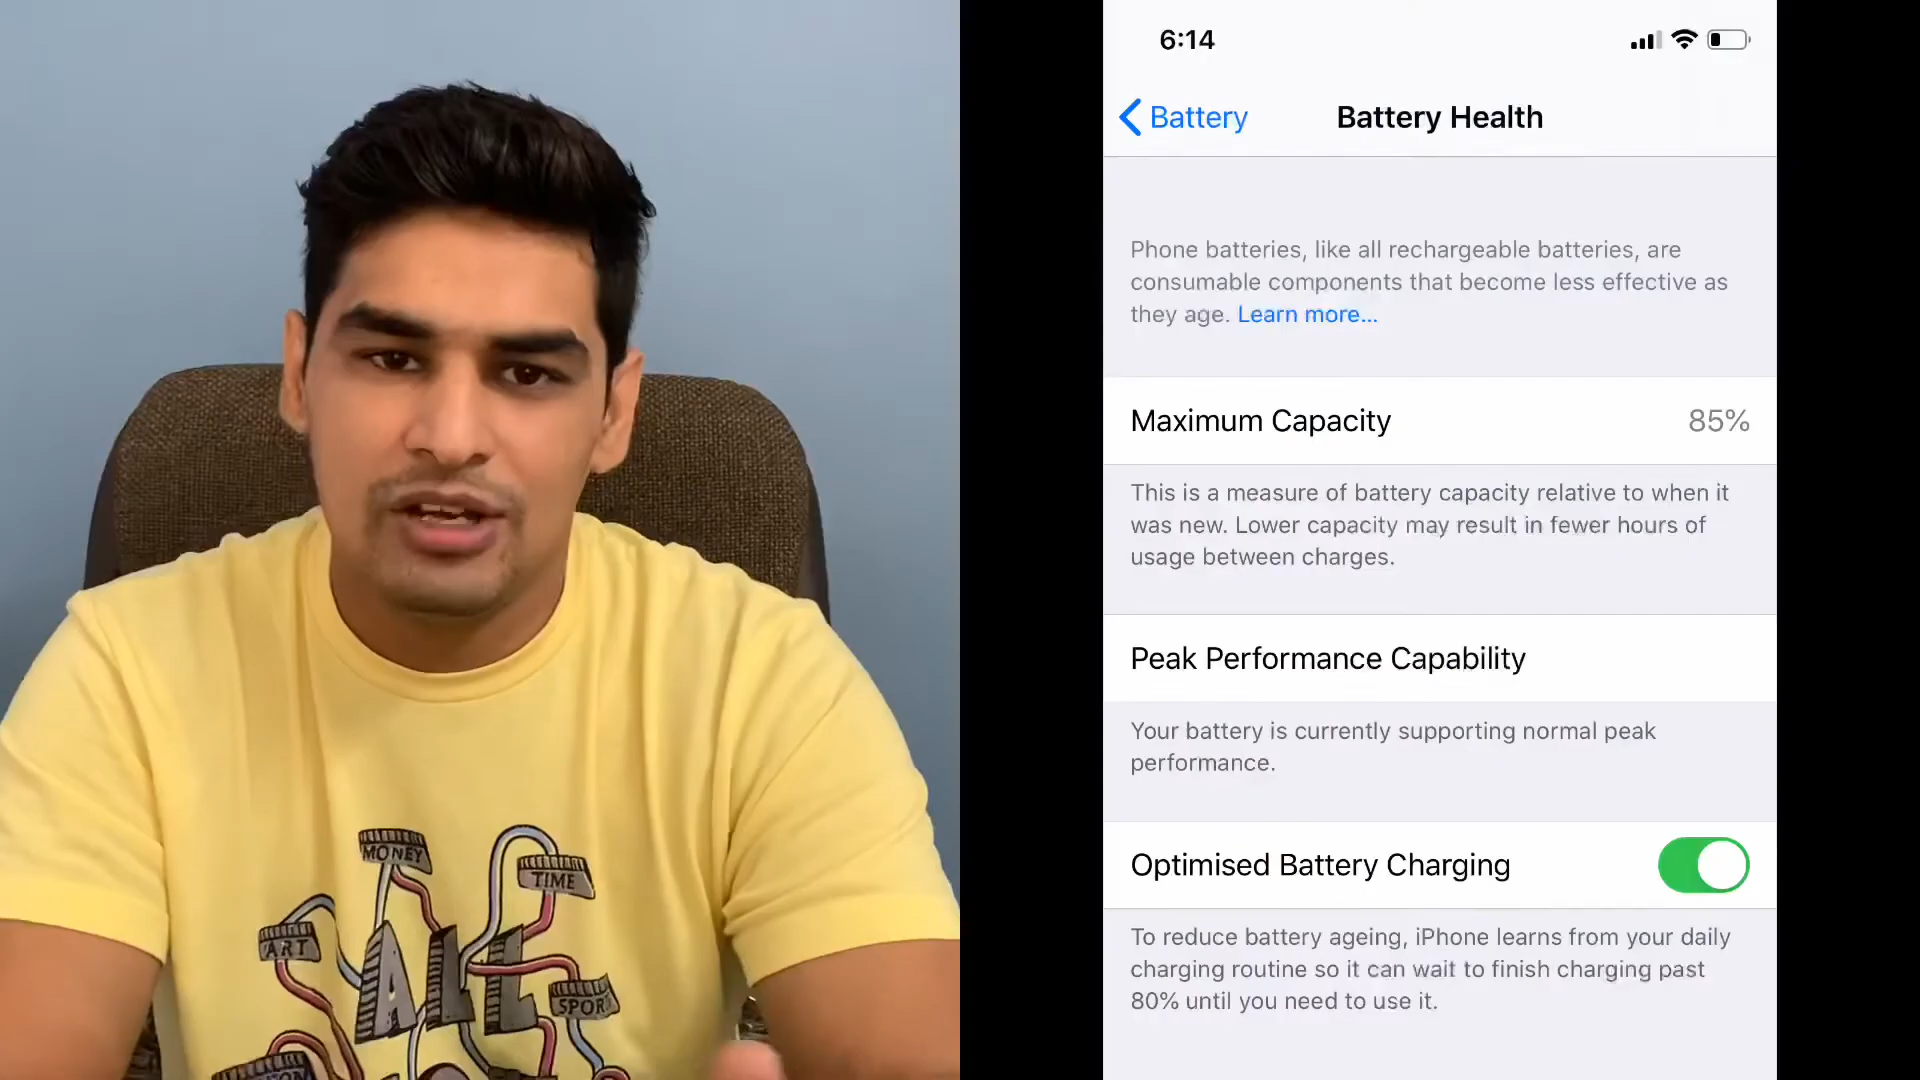 MONEY
TIME
ART
ALL
SPOR
6:14
Battery
Battery Health
Phone batteries, like all rechargeable batteries, are
consumable components that become less effective as
they age. Learn more...
Maximum Capacity 85%
This is a measure of battery capacity relative to when it
was new. Lower capacity may result in fewer hours of
usage between charges.
Peak Performance Capability
Your battery is currently supporting normal peak
performance.
Optimised Battery Charging
To reduce battery ageing, iPhone learns from your daily
charging routine so it can wait to finish charging past
80% until you need to use it.